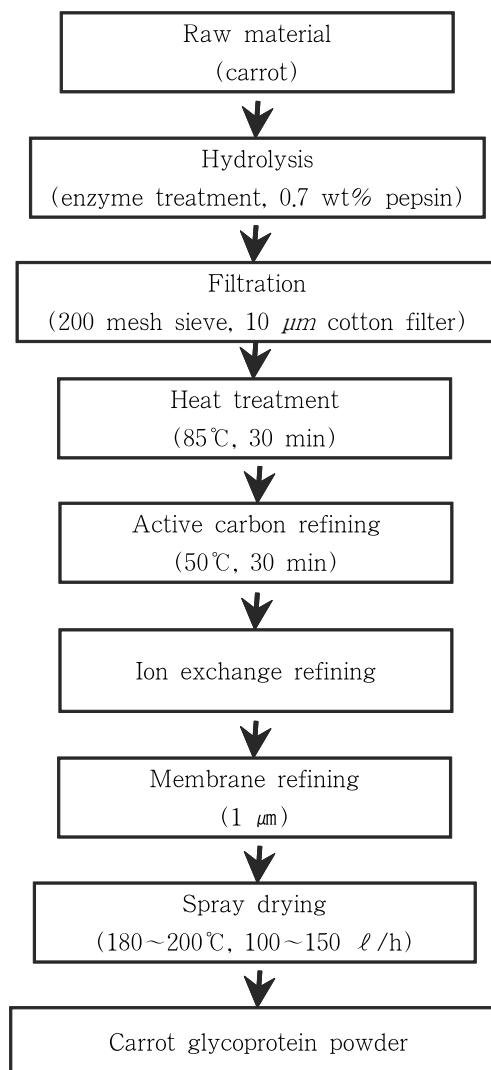 Raw material
(carrot)
Hydrolysis
(enzyme treatment, 0.7 wt% pepsin)
Filtration
(200 mesh sieve, 10 μm cotton filter)
Heat treatment
(85℃, 30 min)
Active carbon refining
(50℃, 30 min)
Ion exchange refining
Membrane refining
(1 ㎛)
Spray drying
(180~200℃, 100~150 ℓ/h)
Carrot glycoprotein powder